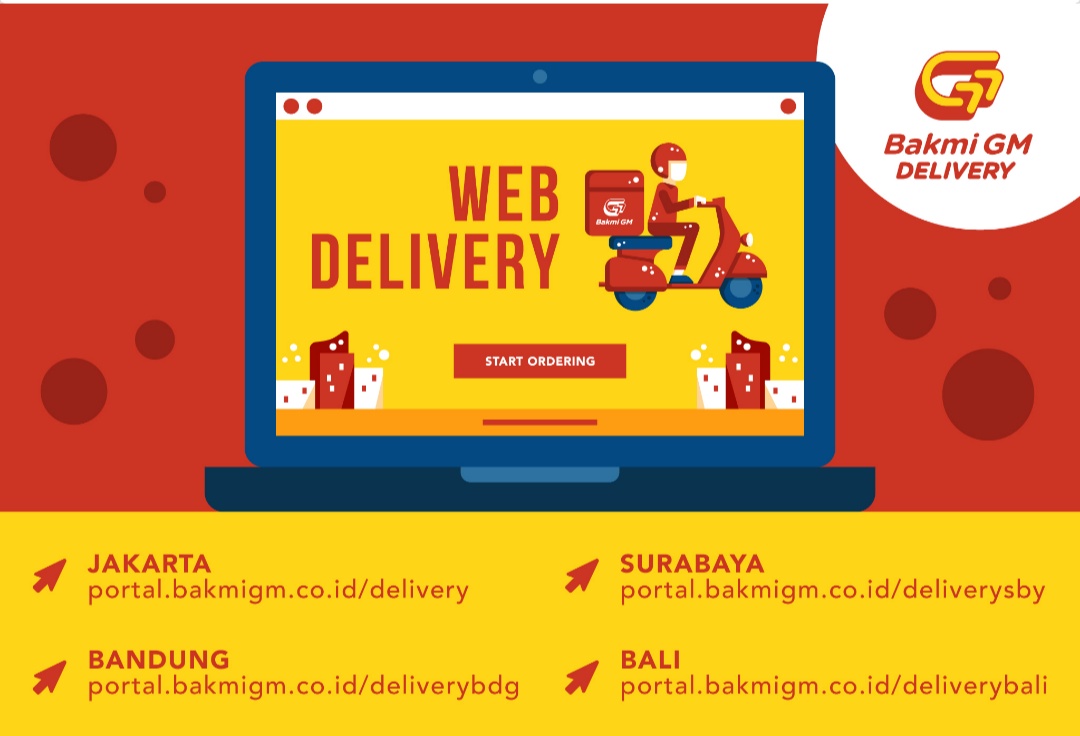 Bakmi GM
DELIVERY
WEB
DELIVERY
Bakmi GM
START ORDERING
JAKARTA
portal.bakmigm.co.id/delivery
SURABAYA
portal.bakmigm.co.id/deliverysby
BANDUNG
portal.bakmigm.co.id/deliverybdg
BALI
portal.bakmigm.co.id/deliverybali